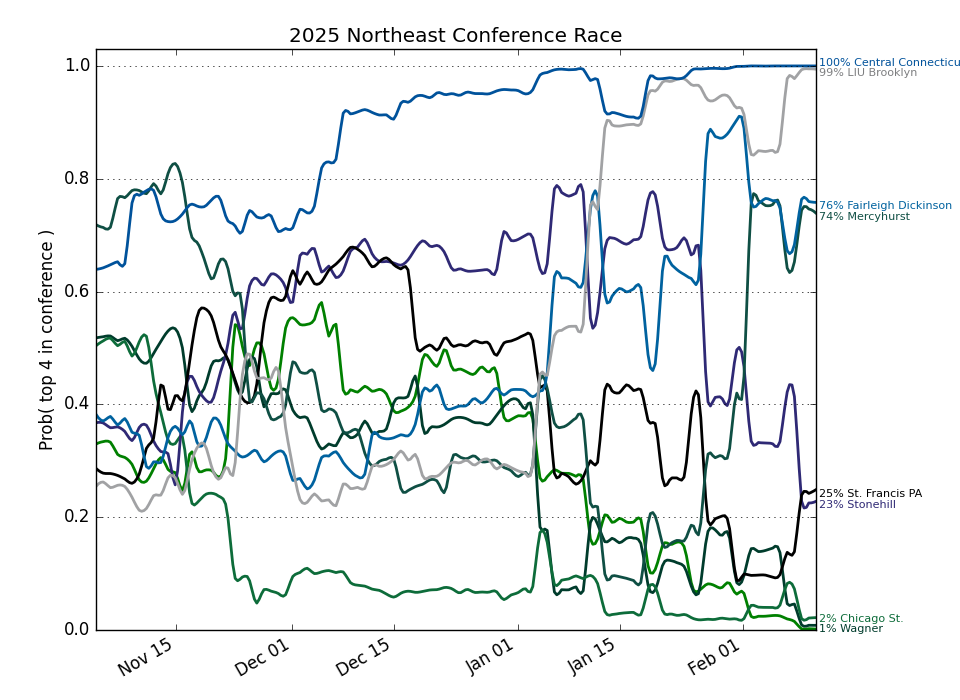 2025 Northeast Conference Race
Prob( top 4 in conference )
1.0
0.8
0.6
0.4
0.2
0.0
Nov 15
Dec 01
Dec 15
Jan 01
Jan 15
Feb 01
100% Central Connecticu
99% LIU Brooklyn
76% Fairleigh Dickinson
74% Mercyhurst
25% St. Francis PA
23% Stonehill
2% Chicago St.
1% Wagner